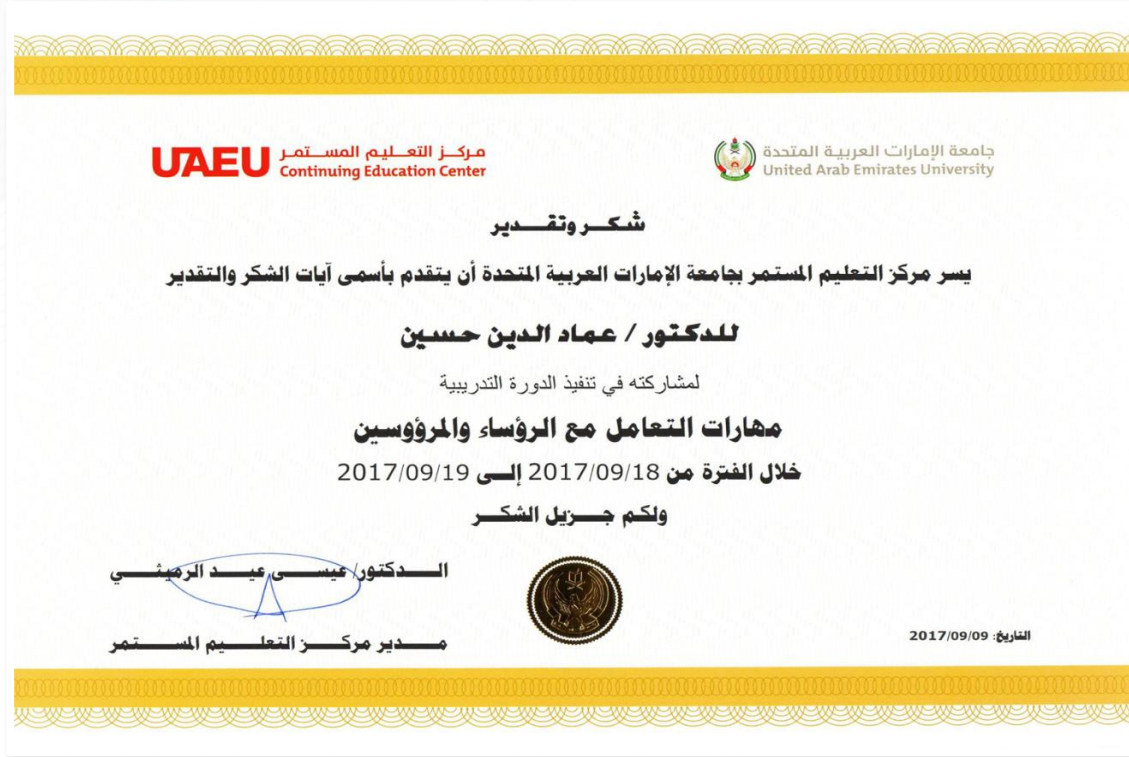 جامعة الإمارات العربية المتحدة
United Arab Emirates University
مركز التعليم المستمر
UAEU Continuing Education Center
شكر وتقدير
يسر مركز التعليم المستمر بجامعة الإمارات العربية المتحدة أن يتقدم بأسمى آيات الشكر والتقدير
للدكتور / عماد الدين حسين
لمشاركته في تنفيذ الدورة التدريبية
مهارات التعامل مع الرؤساء والمرؤوسين
خلال الفترة من 2017/09/18 إلى 2017/09/19
ولكم جزيل الشكر
الدكتور/ عيسى عيد الرميثي
مدير مركز التعليم المستمر
التاريخ: 2017/09/09